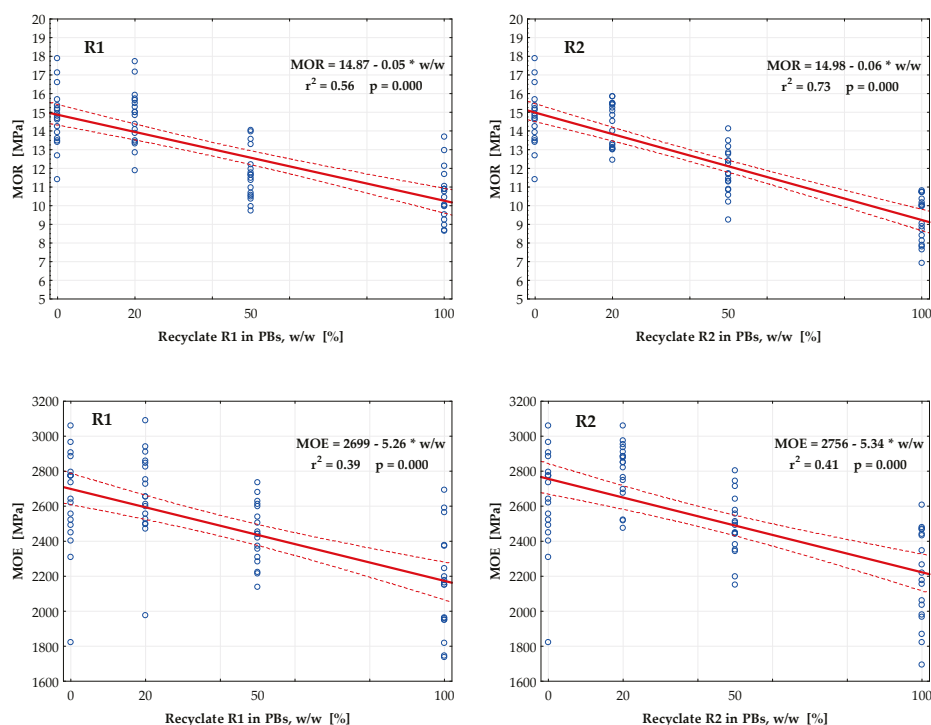 R1
MOR = 14.87 - 0.05 * w/w
r² = 0.56 p = 0.000
MOR [MPa]
20
19
18
17
16
15
14
13
12
11
10
9
8
7
6
5
0 20 50 100
Recyclate R1 in PBs, w/w [%]
R2
MOR = 14.98 - 0.06 * w/w
r² = 0.73 p = 0.000
MOR [MPa]
20
19
18
17
16
15
14
13
12
11
10
9
8
7
6
5
0 20 50 100
Recyclate R2 in PBs, w/w [%]
R1
MOE = 2699 - 5.26 * w/w
r² = 0.39 p = 0.000
MOE [MPa]
3200
3000
2800
2600
2400
2200
2000
1800
1600
0 20 50 100
Recyclate R1 in PBs, w/w [%]
R2
MOE = 2756 - 5.34 * w/w
r² = 0.41 p = 0.000
MOE [MPa]
3200
3000
2800
2600
2400
2200
2000
1800
1600
0 20 50 100
Recyclate R2 in PBs, w/w [%]